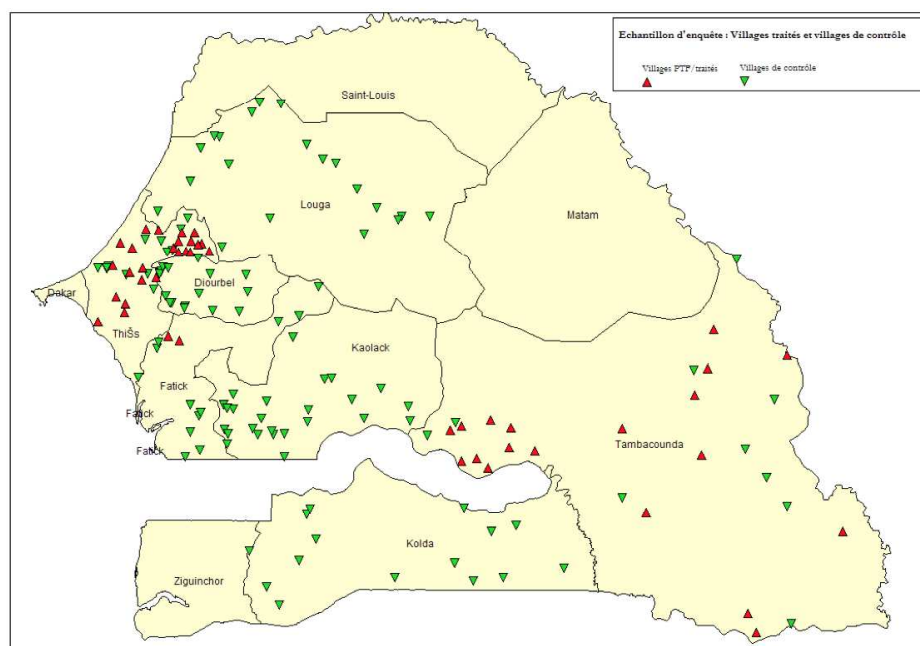 Echantillon d'enquête : Villages traités et villages de contrôle
Villages PTF/traités
Villages de contrôle
Saint-Louis
Louga
Matam
Diourbel
Dakar
ThiŠs
Kaolack
Fatick
Fatick
Tambacounda
Fatick
Kolda
Ziguinchor